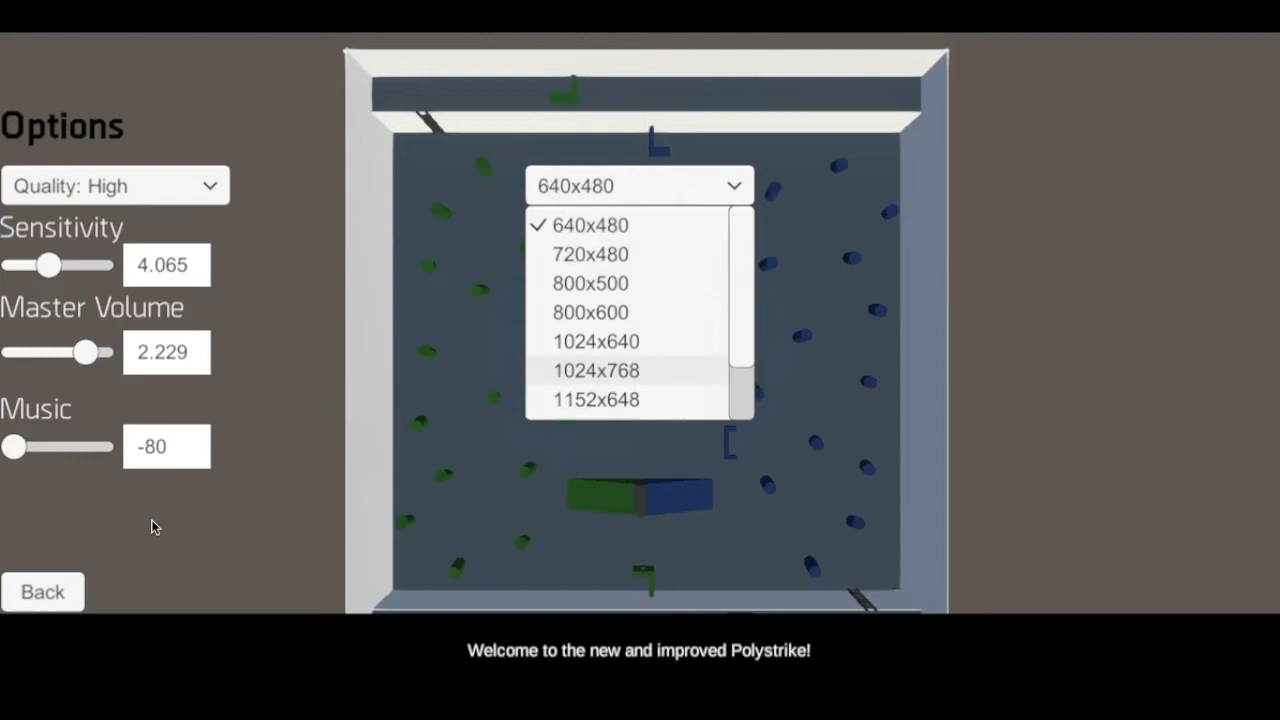 Options
Quality: High
Sensitivity
4.065
Master Volume
2.229
Music
-80
Back
640x480
640x480
720x480
800x500
800x600
1024x640
1024x768
1152x648
Welcome to the new and improved Polystrike!